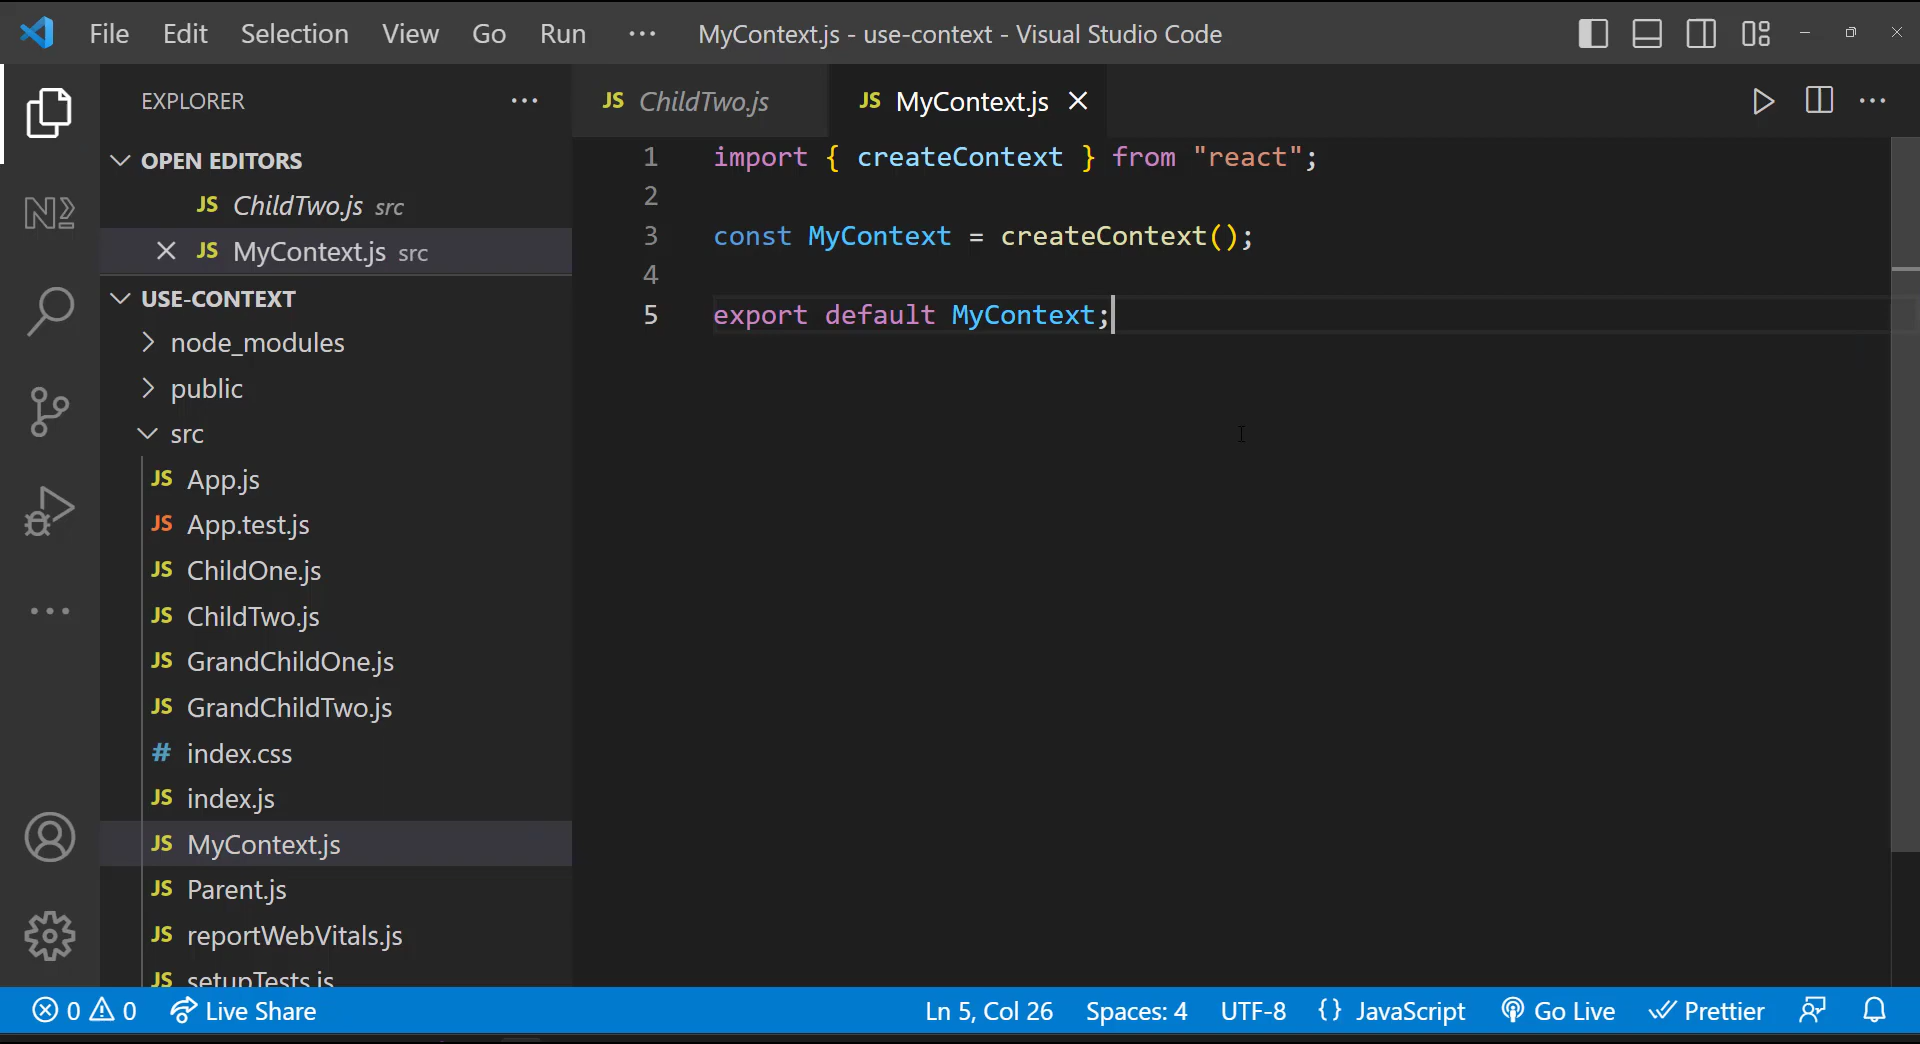 File Edit Selection View Go Run ··· MyContext.js - use-context - Visual Studio Code
EXPLORER ···
JS ChildTwo.js JS MyContext.js
OPEN EDITORS
JS ChildTwo.js src
JS MyContext.js src
USE-CONTEXT
node_modules
public
src
JS App.js
JS App.test.js
JS ChildOne.js
JS ChildTwo.js
JS GrandChildOne.js
JS GrandChildTwo.js
# index.css
JS index.js
JS MyContext.js
JS Parent.js
JS reportWebVitals.js
JS setupTests.js
1 import { createContext } from "react";
2
3 const MyContext = createContext();
4
5 export default MyContext;
0 0 Live Share Ln 5, Col 26 Spaces: 4 UTF-8 {} JavaScript Go Live Prettier